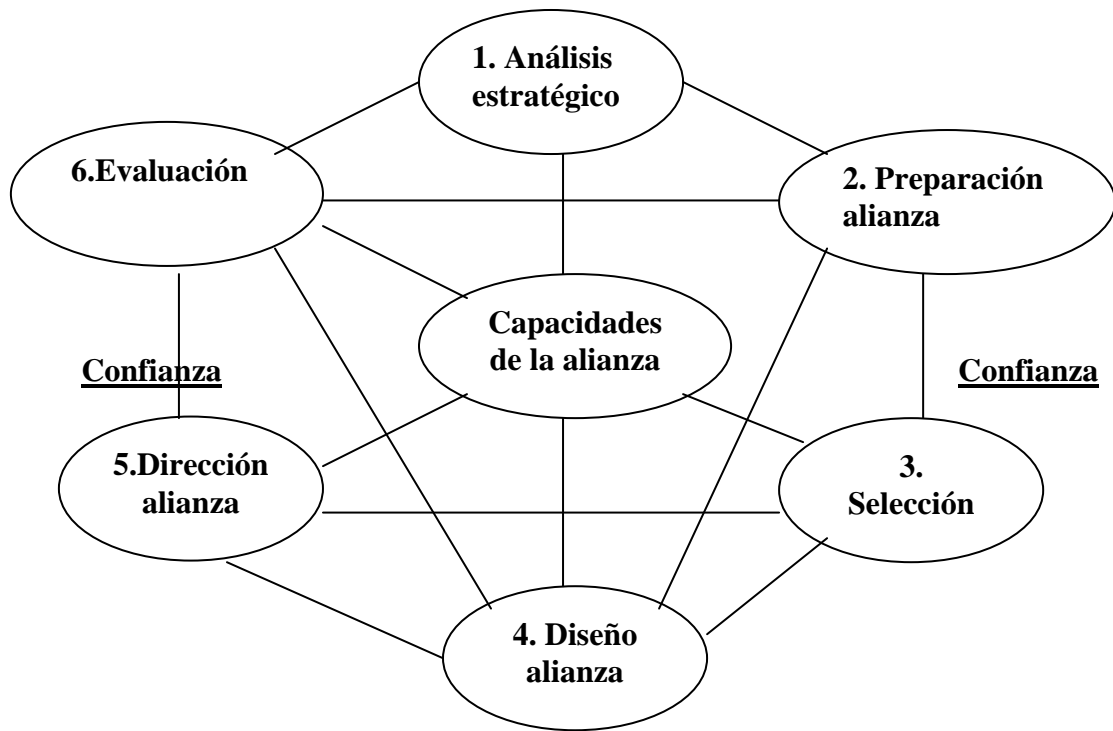 1. Análisis
estratégico
6.Evaluación
2. Preparación
alianza
Capacidades
de la alianza
Confianza
Confianza
5.Dirección
alianza
3.
Selección
4. Diseño
alianza